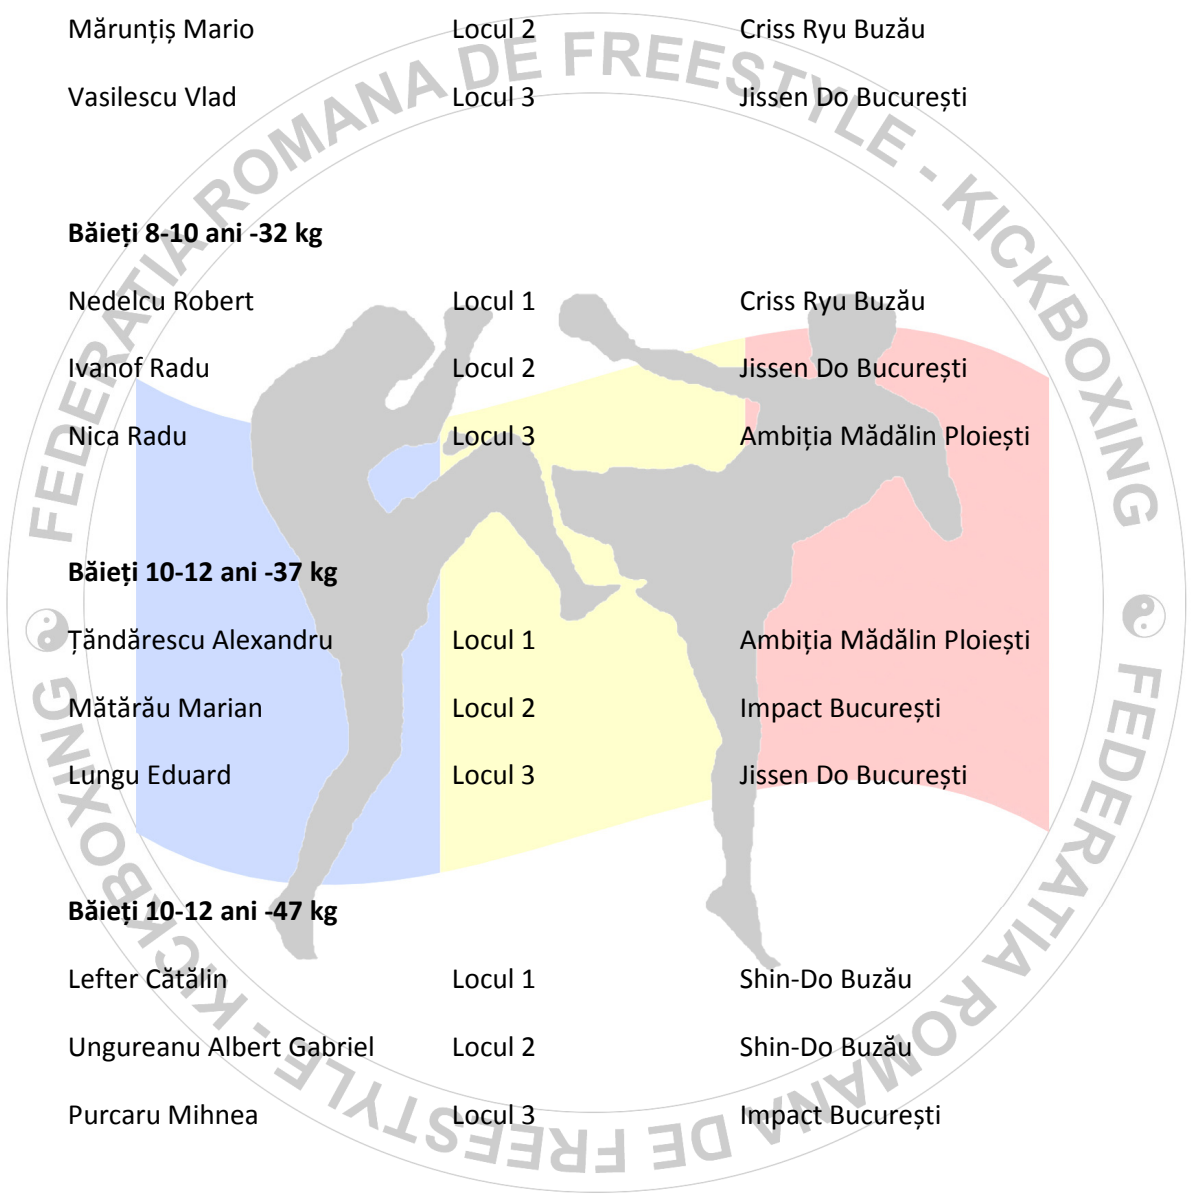 Mărunțiș Mario Locul 2 Criss Ryu Buzău
Vasilescu Vlad Locul 3 Jissen Do București
Băieți 8-10 ani -32 kg
Nedelcu Robert Locul 1 Criss Ryu Buzău
Ivanof Radu Locul 2 Jissen Do București
Nica Radu Locul 3 Ambiția Mădălin Ploiești
Băieți 10-12 ani -37 kg
Țăndărescu Alexandru Locul 1 Ambiția Mădălin Ploiești
Mătărău Marian Locul 2 Impact București
Lungu Eduard Locul 3 Jissen Do București
Băieți 10-12 ani -47 kg
Lefter Cătălin Locul 1 Shin-Do Buzău
Ungureanu Albert Gabriel Locul 2 Shin-Do Buzău
Purcaru Mihnea Locul 3 Impact București
FEDERATIA ROMANA DE FREESTYLE - KICKBOXING
FEDERATIA ROMANA DE FREESTYLE - KICKBOXING